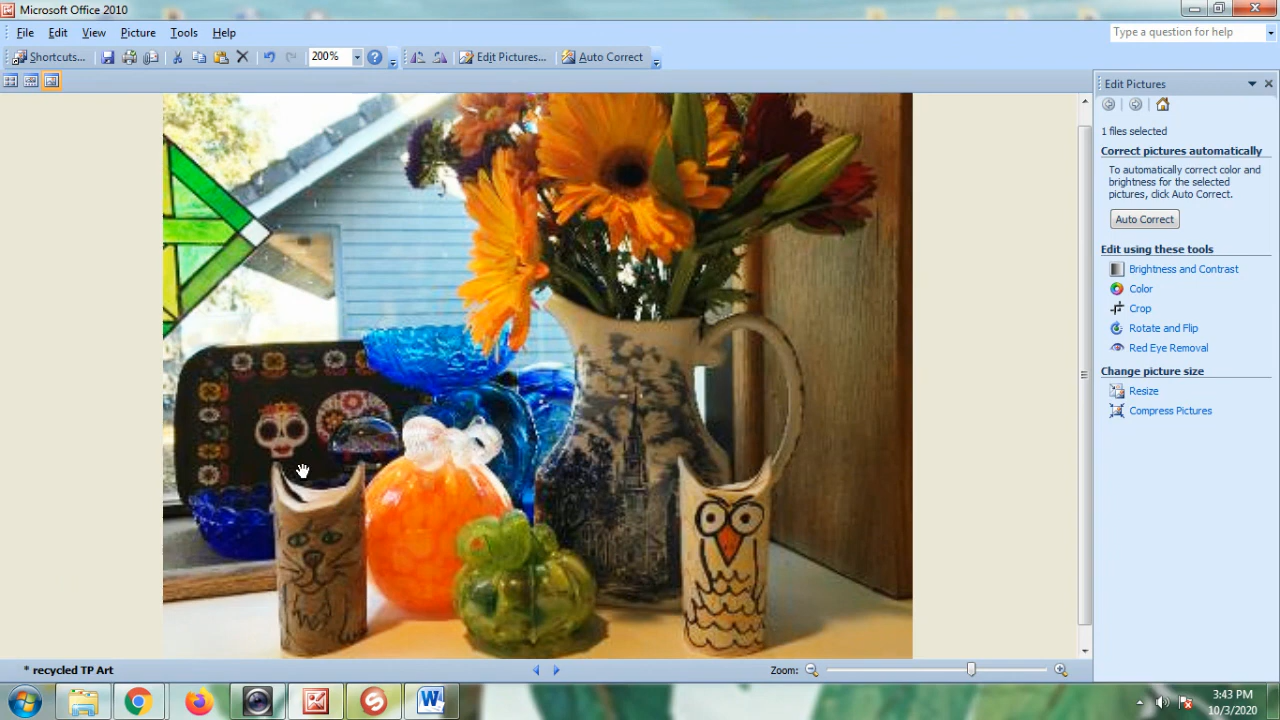 Microsoft Office 2010
File Edit View Picture Tools Help
Type a question for help
Shortcuts... 200% Edit Pictures... Auto Correct
Edit Pictures
1 files selected
Correct pictures automatically
To automatically correct color and
brightness for the selected
pictures, click Auto Correct.
Auto Correct
Edit using these tools
Brightness and Contrast
Color
Crop
Rotate and Flip
Red Eye Removal
Change picture size
Resize
Compress Pictures
* recycled TP Art
Zoom:
3:43 PM
10/3/2020